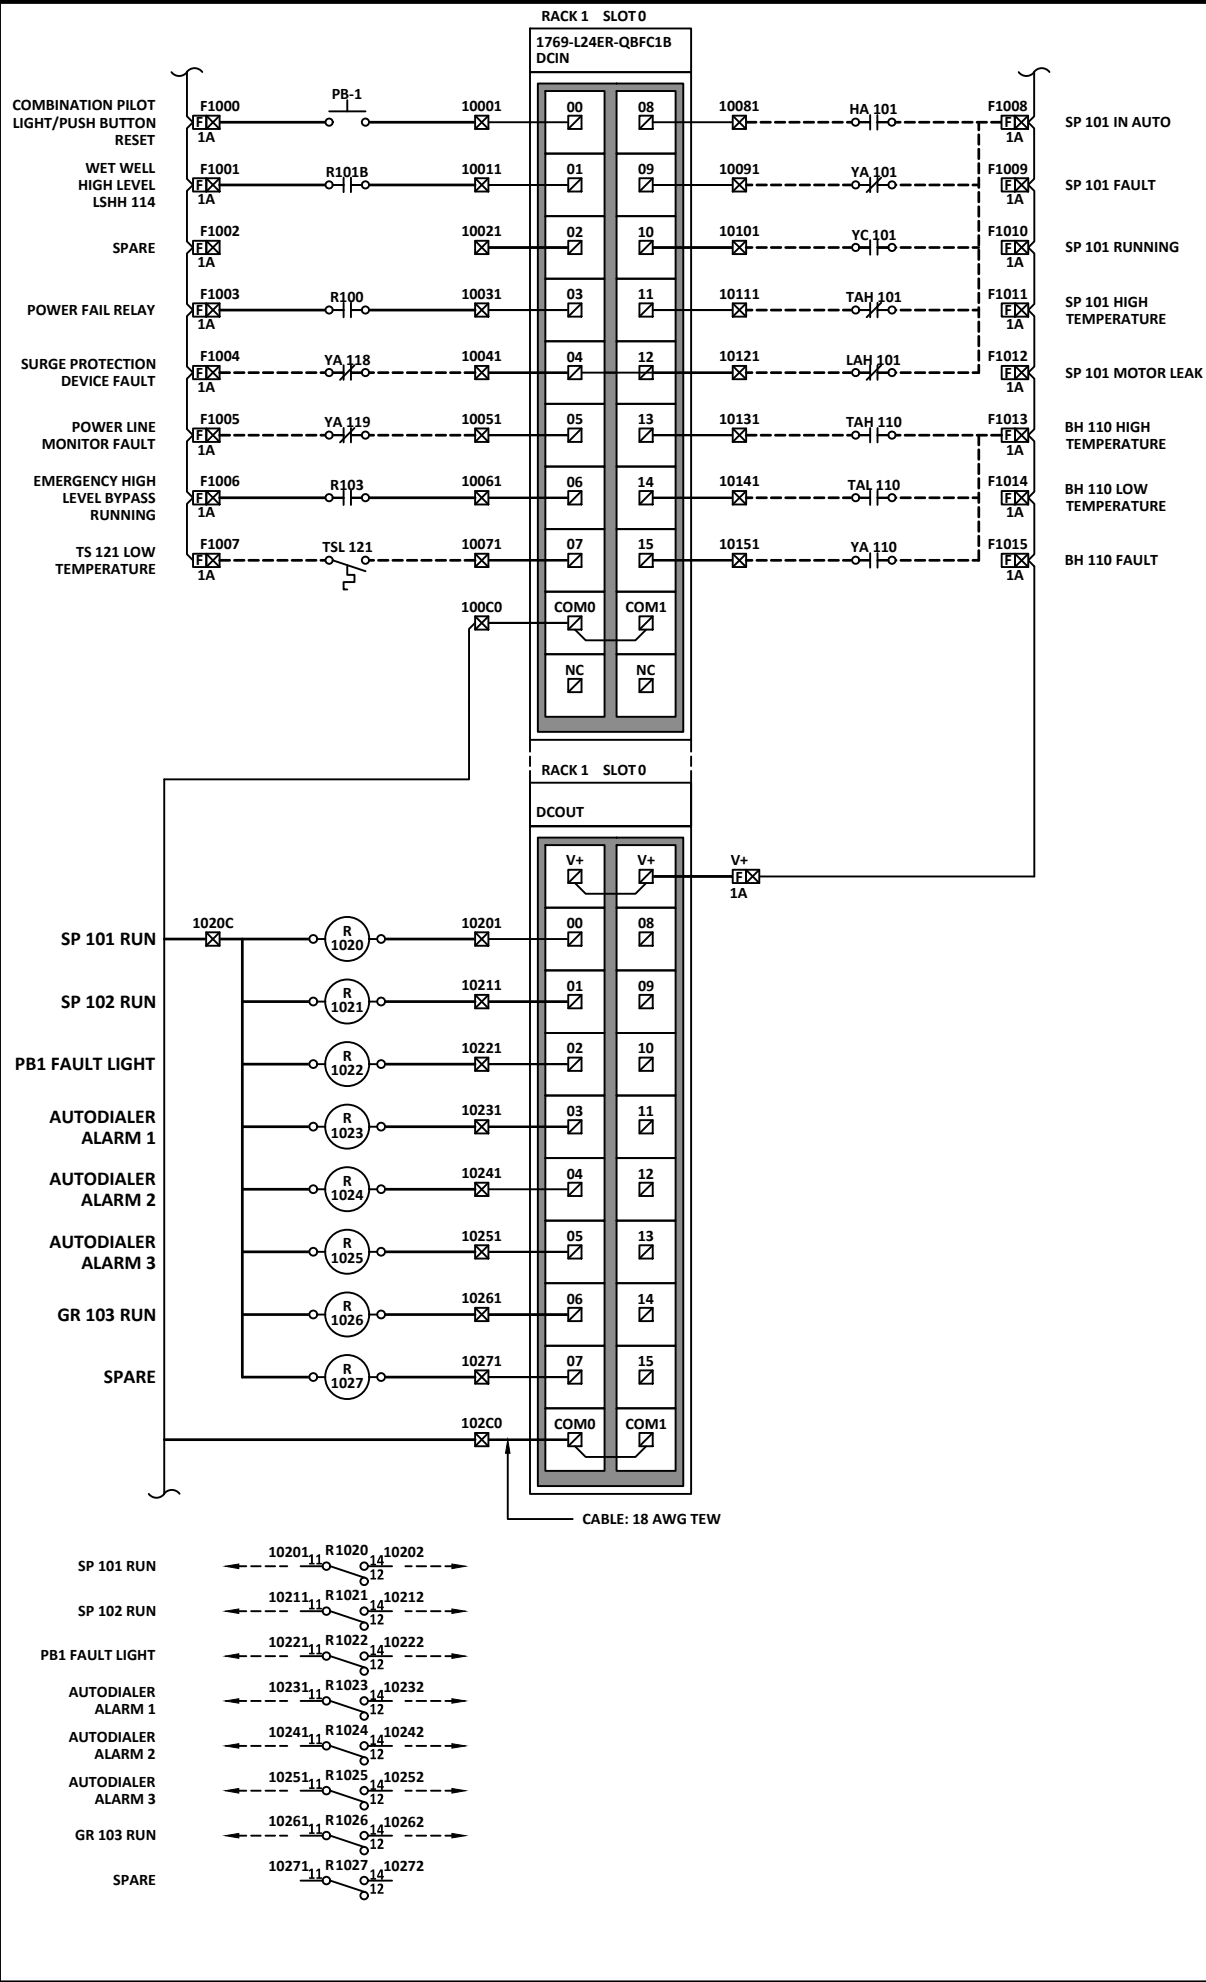 RACK 1 SLOT 0
1769-L24ER-QBFC1B
DCIN
COMBINATION PILOT
LIGHT/PUSH BUTTON
RESET
F1000
F
1A
PB-1
10001
00
08
10081
HA 101
F1008
F
1A
SP 101 IN AUTO
WET WELL
HIGH LEVEL
LSHH 114
F1001
F
1A
R101B
10011
01
09
10091
YA 101
F1009
F
1A
SP 101 FAULT
SPARE
F1002
F
1A
10021
02
10
10101
YC 101
F1010
F
1A
SP 101 RUNNING
POWER FAIL RELAY
F1003
F
1A
R100
10031
03
11
10111
TAH 101
F1011
F
1A
SP 101 HIGH
TEMPERATURE
SURGE PROTECTION
DEVICE FAULT
F1004
F
1A
YA 118
10041
04
12
10121
LAH 101
F1012
F
1A
SP 101 MOTOR LEAK
POWER LINE
MONITOR FAULT
F1005
F
1A
YA 119
10051
05
13
10131
TAH 110
F1013
F
1A
BH 110 HIGH
TEMPERATURE
EMERGENCY HIGH
LEVEL BYPASS
RUNNING
F1006
F
1A
R103
10061
06
14
10141
TAL 110
F1014
F
1A
BH 110 LOW
TEMPERATURE
TS 121 LOW
TEMPERATURE
F1007
F
1A
TSL 121
10071
07
15
10151
YA 110
F1015
F
1A
BH 110 FAULT
100C0
COM0
COM1
NC
NC
RACK 1 SLOT 0
DCOUT
V+
V+
V+
F
1A
SP 101 RUN
1020C
R
1020
10201
00
08
SP 102 RUN
R
1021
10211
01
09
PB1 FAULT LIGHT
R
1022
10221
02
10
AUTODIALER
ALARM 1
R
1023
10231
03
11
AUTODIALER
ALARM 2
R
1024
10241
04
12
AUTODIALER
ALARM 3
R
1025
10251
05
13
GR 103 RUN
R
1026
10261
06
14
SPARE
R
1027
10271
07
15
102C0
COM0
COM1
CABLE: 18 AWG TEW
SP 101 RUN
10201 11 R1020 14 10202
12
SP 102 RUN
10211 11 R1021 14 10212
12
PB1 FAULT LIGHT
10221 11 R1022 14 10222
12
AUTODIALER
ALARM 1
10231 11 R1023 14 10232
12
AUTODIALER
ALARM 2
10241 11 R1024 14 10242
12
AUTODIALER
ALARM 3
10251 11 R1025 14 10252
12
GR 103 RUN
10261 11 R1026 14 10262
12
SPARE
10271 11 R1027 14 10272
12